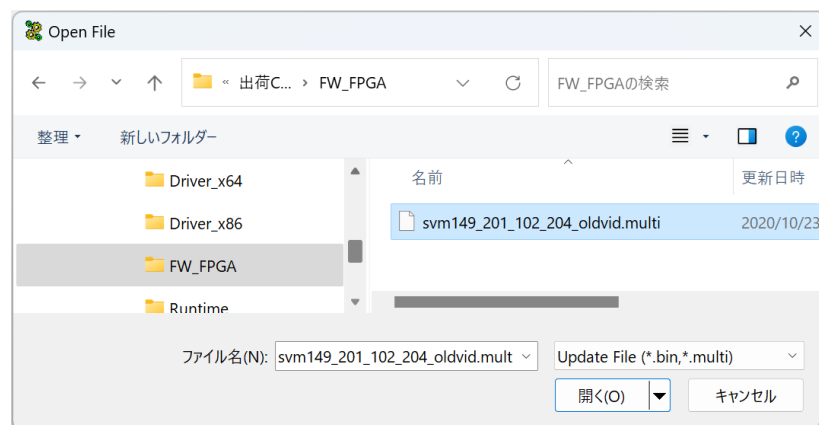 Open File
« 出荷C... › FW_FPGA
FW_FPGAの検索
整理
新しいフォルダー
Driver_x64
Driver_x86
FW_FPGA
Runtime
名前
更新日時
svm149_201_102_204_oldvid.multi
2020/10/23
ファイル名(N): svm149_201_102_204_oldvid.mult
Update File (*.bin,*.multi)
開く(O)
キャンセル